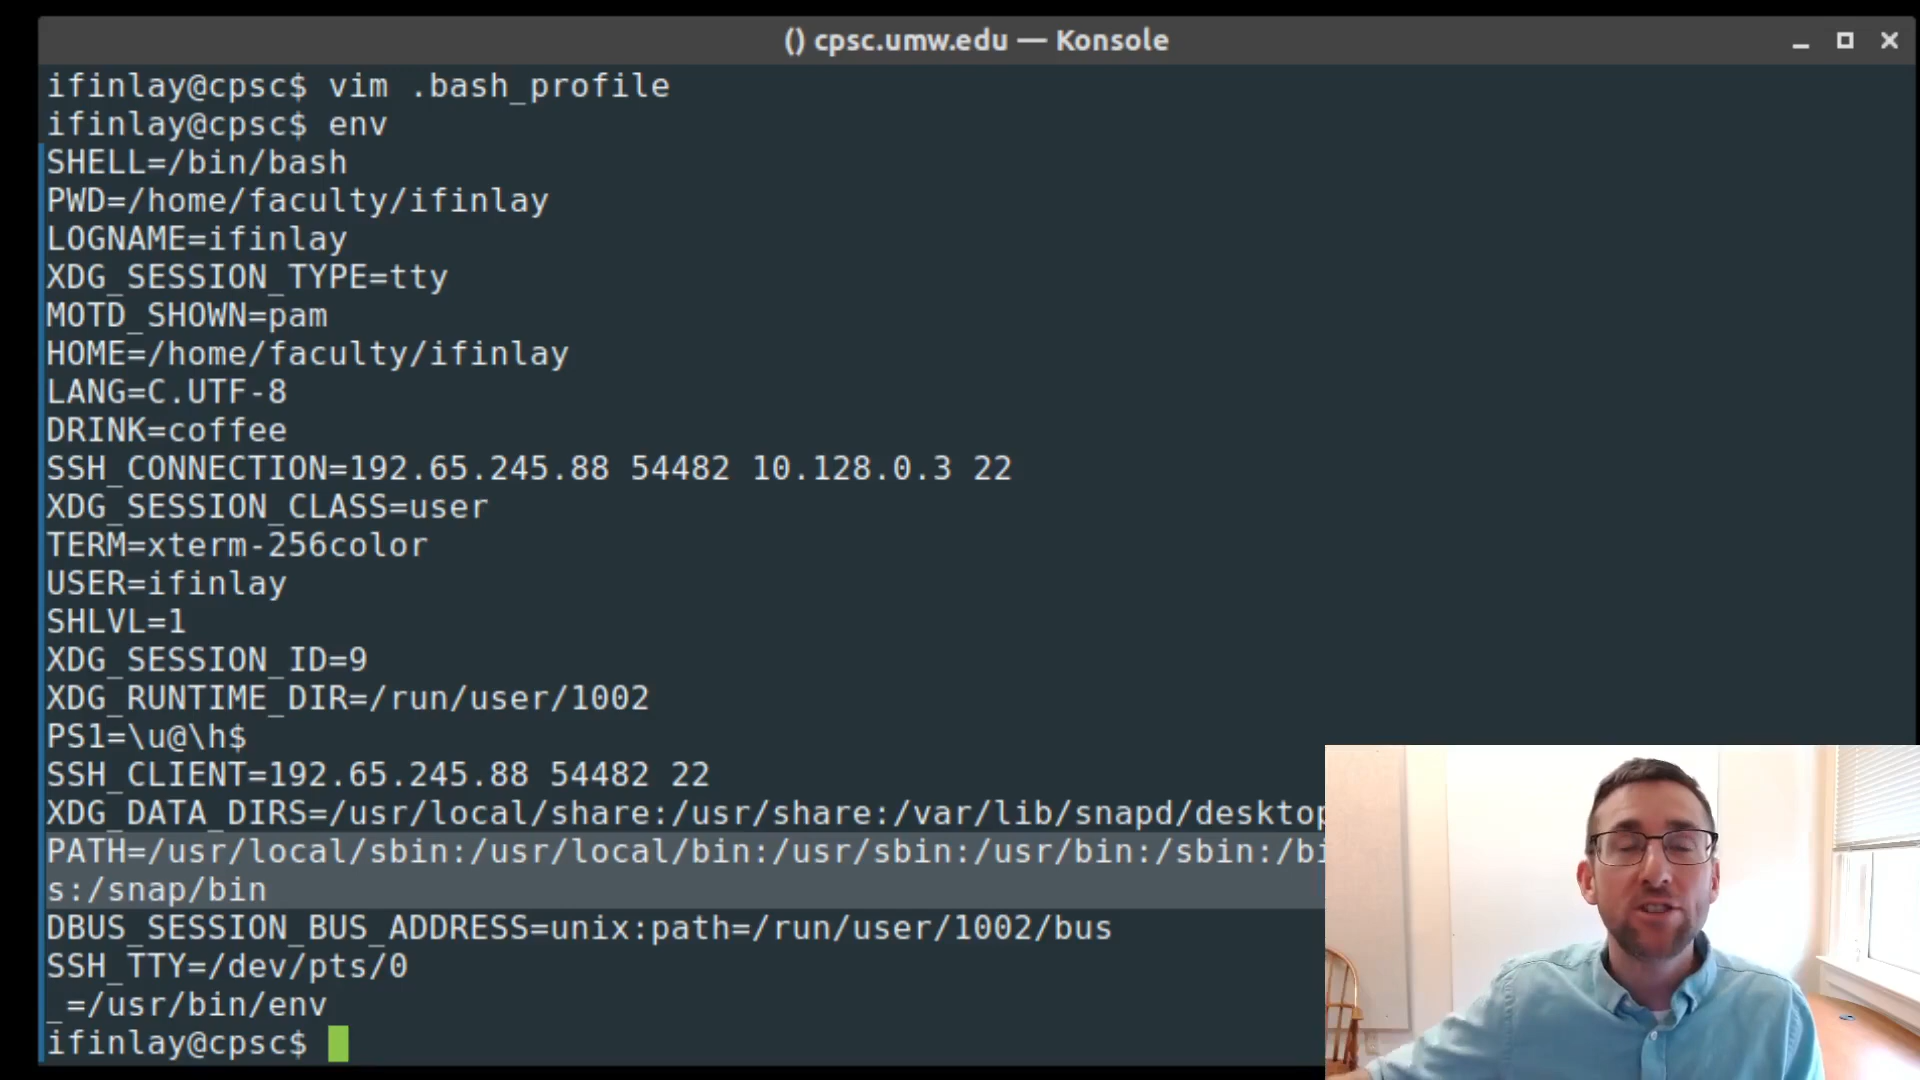 () cpsc.umw.edu — Konsole
ifinlay@cpsc$ vim .bash_profile
ifinlay@cpsc$ env
SHELL=/bin/bash
PWD=/home/faculty/ifinlay
LOGNAME=ifinlay
XDG_SESSION_TYPE=tty
MOTD_SHOWN=pam
HOME=/home/faculty/ifinlay
LANG=C.UTF-8
DRINK=coffee
SSH_CONNECTION=192.65.245.88 54482 10.128.0.3 22
XDG_SESSION_CLASS=user
TERM=xterm-256color
USER=ifinlay
SHLVL=1
XDG_SESSION_ID=9
XDG_RUNTIME_DIR=/run/user/1002
PS1=\u@\h$
SSH_CLIENT=192.65.245.88 54482 22
XDG_DATA_DIRS=/usr/local/share:/usr/share:/var/lib/snapd/desktop
PATH=/usr/local/sbin:/usr/local/bin:/usr/sbin:/usr/bin:/sbin:/bi
s:/snap/bin
DBUS_SESSION_BUS_ADDRESS=unix:path=/run/user/1002/bus
SSH_TTY=/dev/pts/0
_=/usr/bin/env
ifinlay@cpsc$